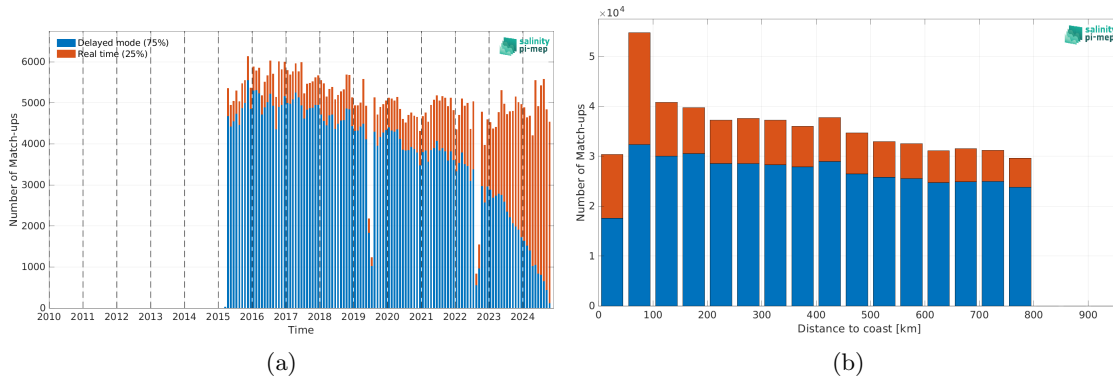 Delayed mode (75%)
Real time (25%)
salinity
pi-mep
Number of Match-ups
6000
5000
4000
3000
2000
1000
0
2010 2011 2012 2013 2014 2015 2016 2017 2018 2019 2020 2021 2022 2023 2024
Time
(a)
×10⁴
salinity
pi-mep
Number of Match-ups
5
4
3
2
1
0
0 100 200 300 400 500 600 700 800 900
Distance to coast [km]
(b)